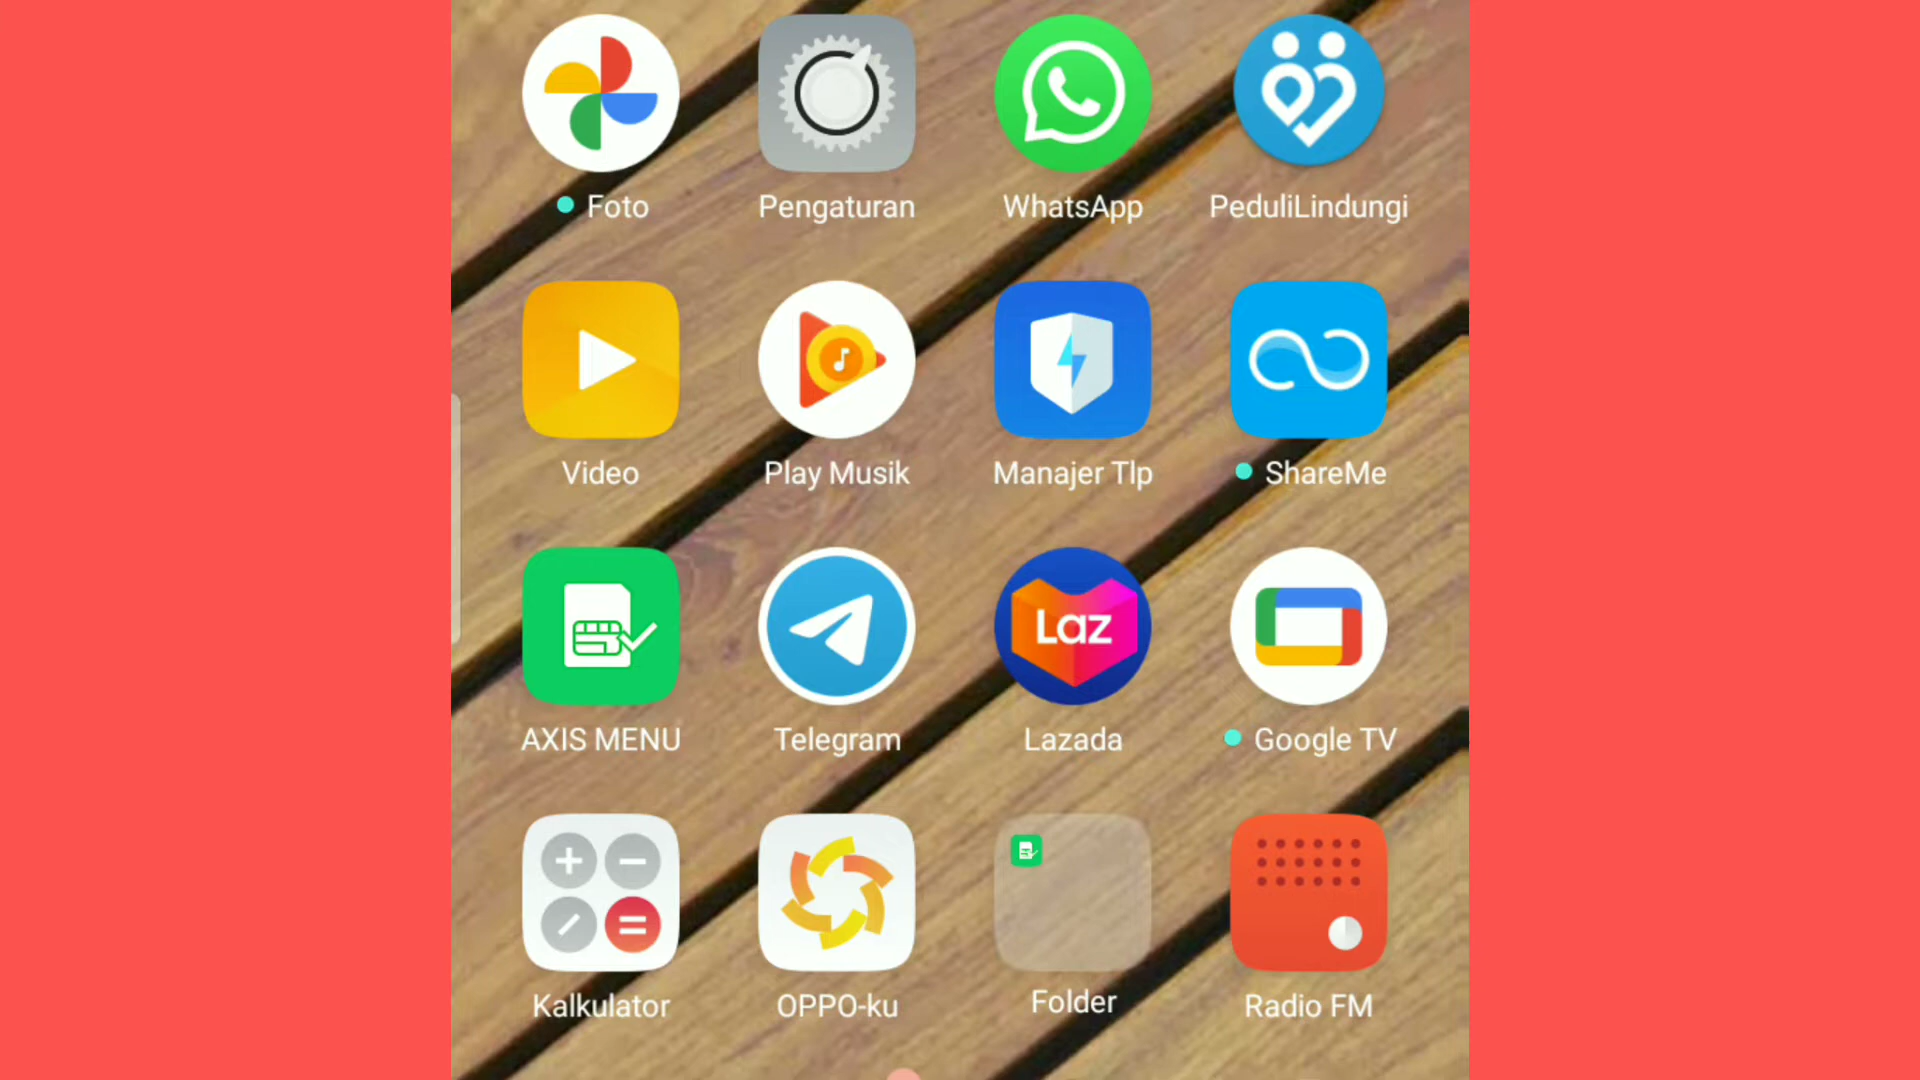 Foto Pengaturan WhatsApp PeduliLindungi
Video Play Musik Manajer Tlp ShareMe
Laz
AXIS MENU Telegram Lazada Google TV
Kalkulator OPPO-ku Folder Radio FM